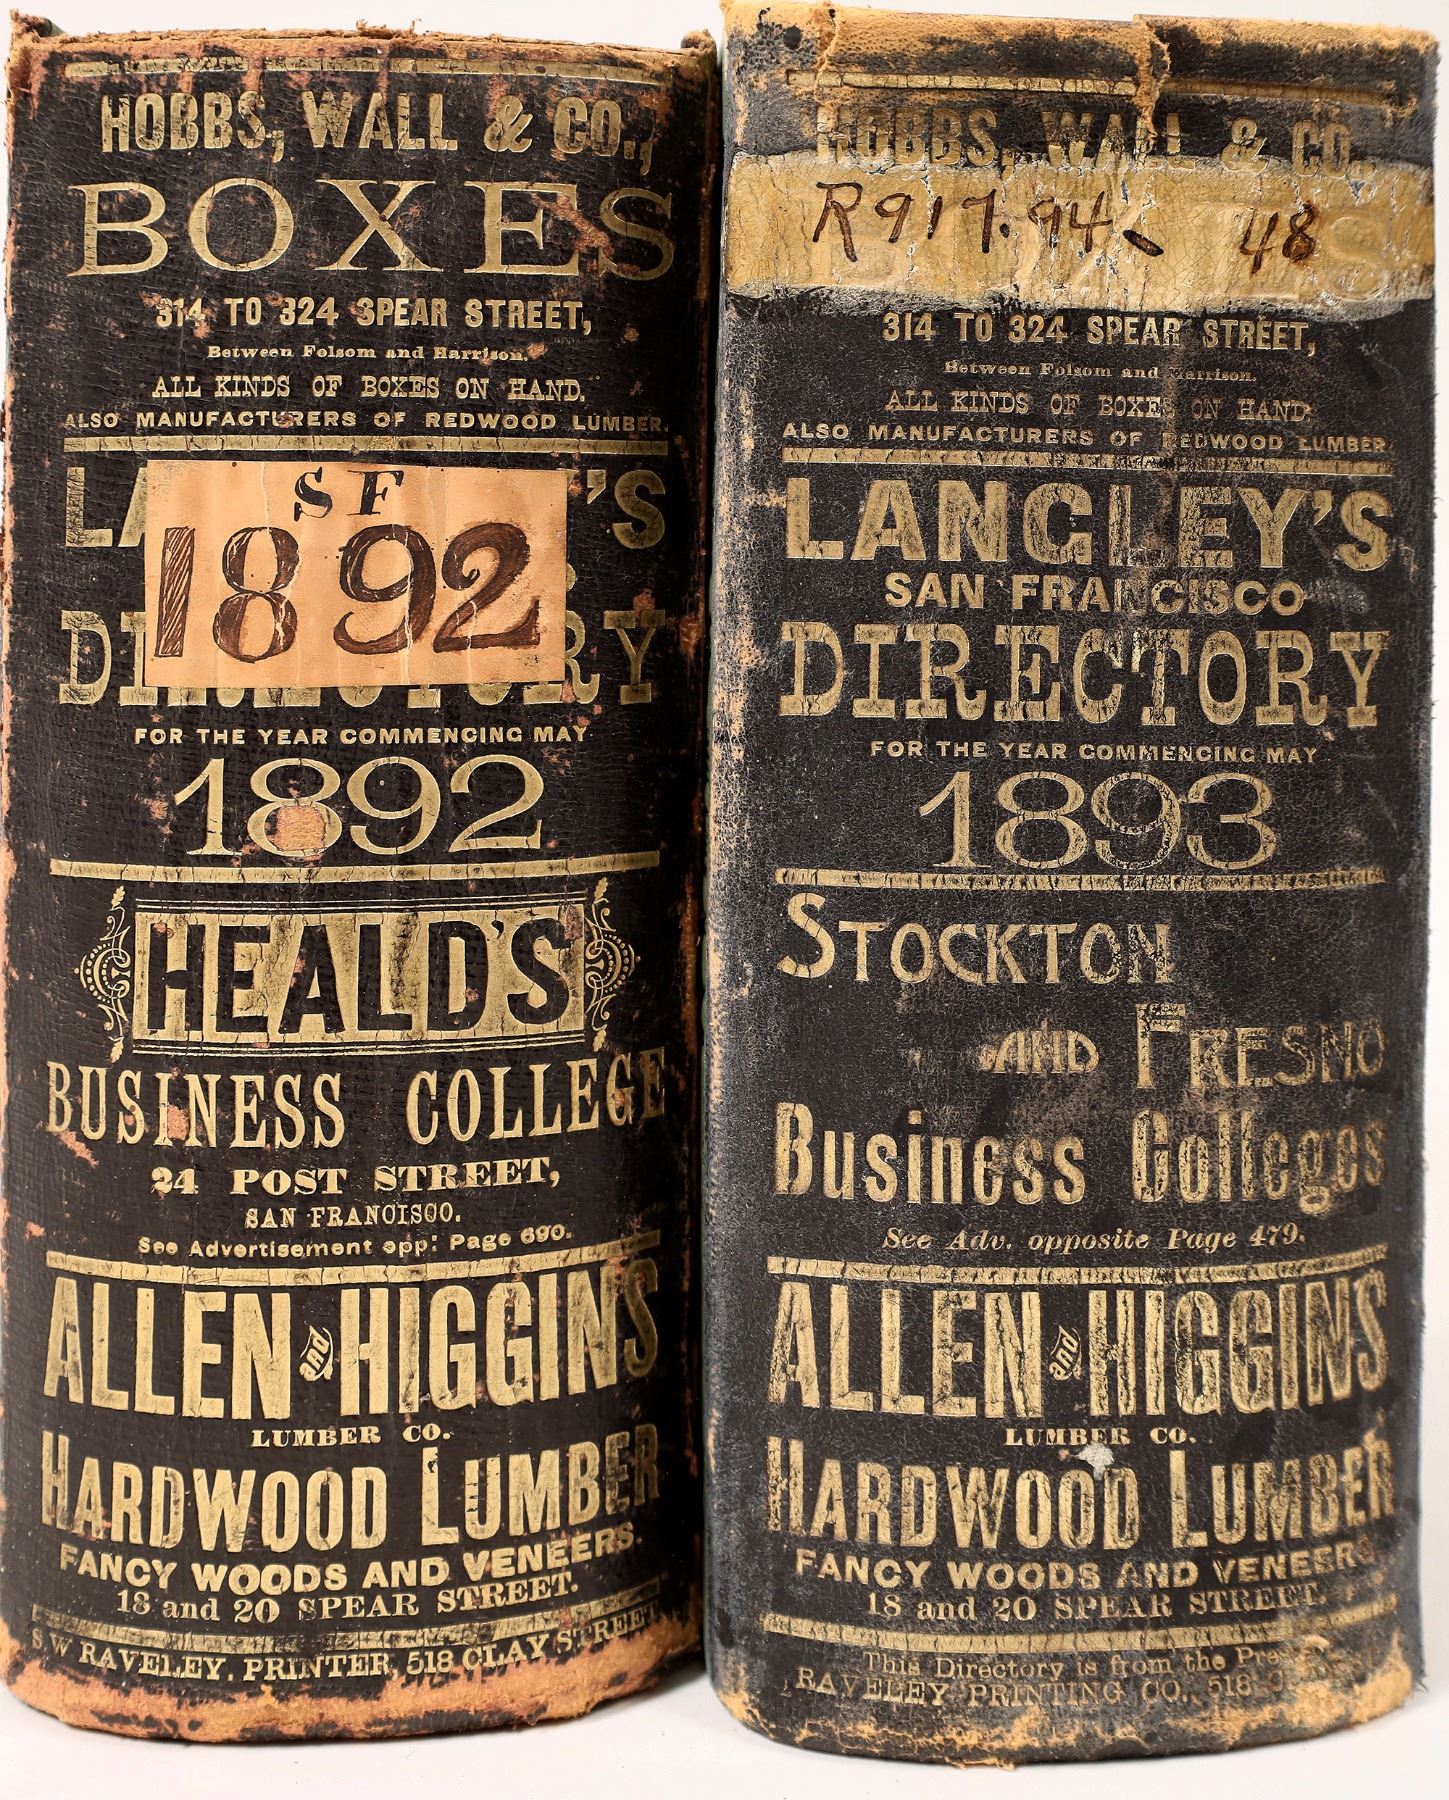 HOBBS, WALL & CO.,
BOXES
314 TO 324 SPEAR STREET,
Between Folsom and Harrison.
ALL KINDS OF BOXES ON HAND.
ALSO MANUFACTURERS OF REDWOOD LUMBER.
LA 'S
SF
1892
DIRECTORY
FOR THE YEAR COMMENCING MAY
1892
HEALD'S
BUSINESS COLLEGE
24 POST STREET,
SAN FRANCISCO.
See Advertisement opp: Page 690.
ALLEN and HIGGINS
LUMBER CO.
HARDWOOD LUMBER
FANCY WOODS AND VENEERS.
18 and 20 SPEAR STREET.
S.W RAVELEY, PRINTER, 518 CLAY STREET
HOBBS, WALL & CO.,
R917.94 48
314 TO 324 SPEAR STREET,
Between Folsom and Harrison.
ALL KINDS OF BOXES ON HAND.
ALSO MANUFACTURERS OF REDWOOD LUMBER.
LANGLEY'S
SAN FRANCISCO
DIRECTORY
FOR THE YEAR COMMENCING MAY
1893
STOCKTON
AND FRESNO
Business Colleges
See Adv. opposite Page 479.
ALLEN and HIGGINS
LUMBER CO.
HARDWOOD LUMBER
FANCY WOODS AND VENEERS.
18 and 20 SPEAR STREET.
This Directory is from the
RAVELEY PRINTING CO., 518